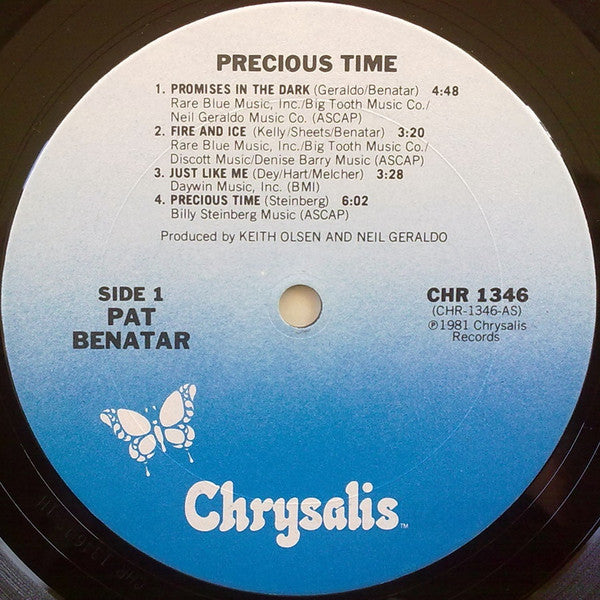 PRECIOUS TIME
1. PROMISES IN THE DARK (Geraldo/Benatar) 4:48
Rare Blue Music, Inc./Big Tooth Music Co./
Neil Geraldo Music Co. (ASCAP)
2. FIRE AND ICE (Kelly/Sheets/Benatar) 3:20
Rare Blue Music, Inc./Big Tooth Music Co./
Discott Music/Denise Barry Music (ASCAP)
3. JUST LIKE ME (Dey/Hart/Melcher) 3:28
Daywin Music, Inc. (BMI)
4. PRECIOUS TIME (Steinberg) 6:02
Billy Steinberg Music (ASCAP)
Produced by KEITH OLSEN AND NEIL GERALDO
SIDE 1
PAT
BENATAR
CHR 1346
(CHR-1346-AS)
℗1981 Chrysalis
Records
Chrysalis™